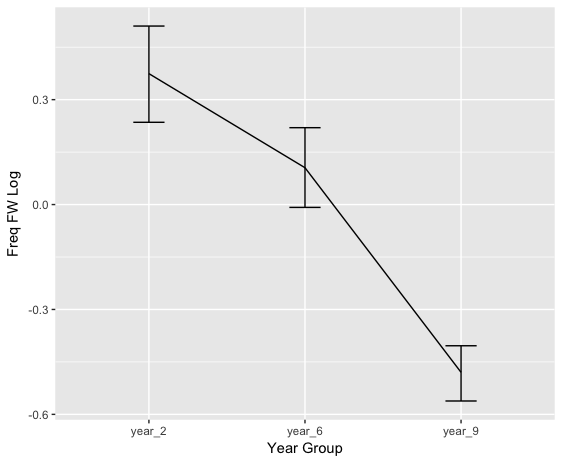 Freq FW Log
0.3
0.0
-0.3
-0.6
year_2 year_6 year_9
Year Group